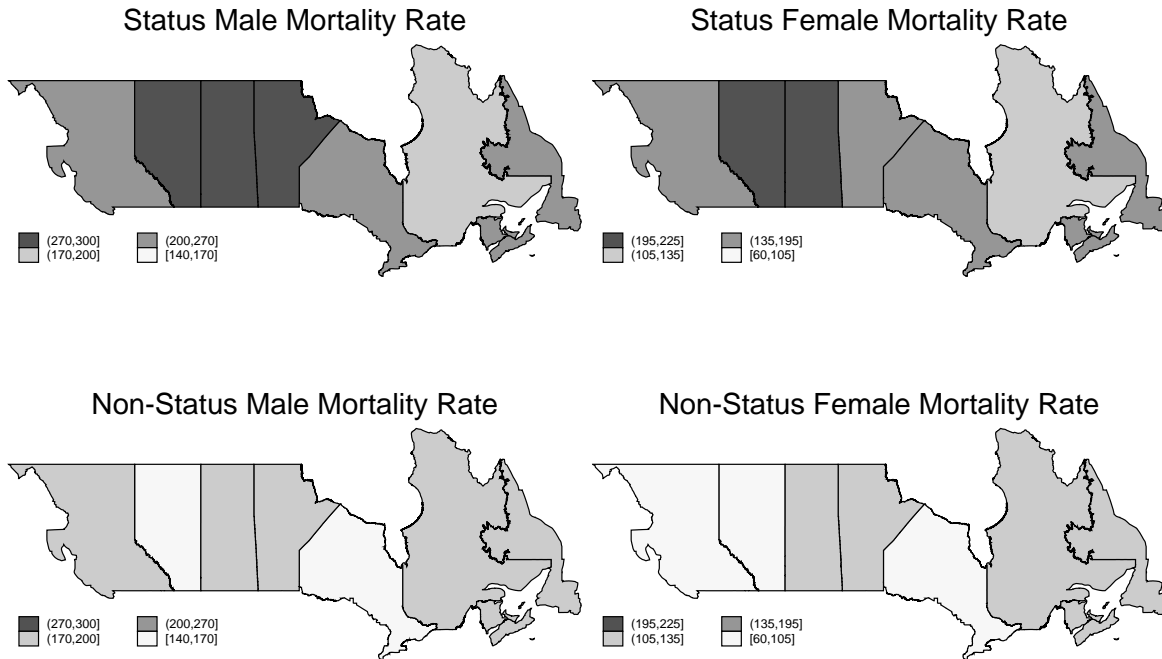 Status Male Mortality Rate
Status Female Mortality Rate
(270,300] (200,270]
(170,200] [140,170]
(195,225] (135,195]
(105,135] [60,105]
Non-Status Male Mortality Rate
Non-Status Female Mortality Rate
(270,300] (200,270]
(170,200] [140,170]
(195,225] (135,195]
(105,135] [60,105]